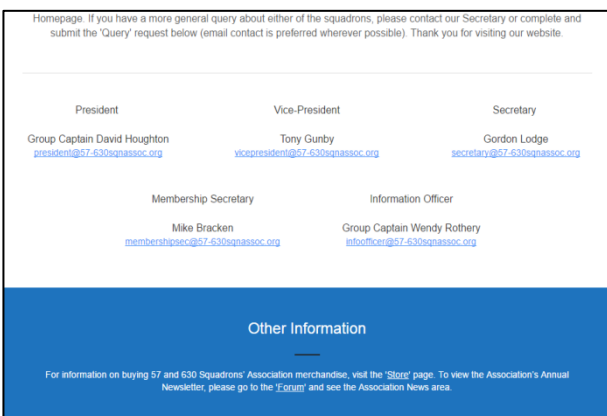 Homepage. If you have a more general query about either of the squadrons, please contact our Secretary or complete and
submit the 'Query' request below (email contact is preferred wherever possible). Thank you for visiting our website.
President
Group Captain David Houghton
president@57-630sqnassoc.org
Vice-President
Tony Gunby
vicepresident@57-630sqnassoc.org
Secretary
Gordon Lodge
secretary@57-630sqnassoc.org
Membership Secretary
Mike Bracken
membershipsec@57-630sqnassoc.org
Information Officer
Group Captain Wendy Rothery
infoofficer@57-630sqnassoc.org
Other Information
For information on buying 57 and 630 Squadrons' Association merchandise, visit the 'Store' page. To view the Association's Annual
Newsletter, please go to the 'Forum' and see the Association News area.